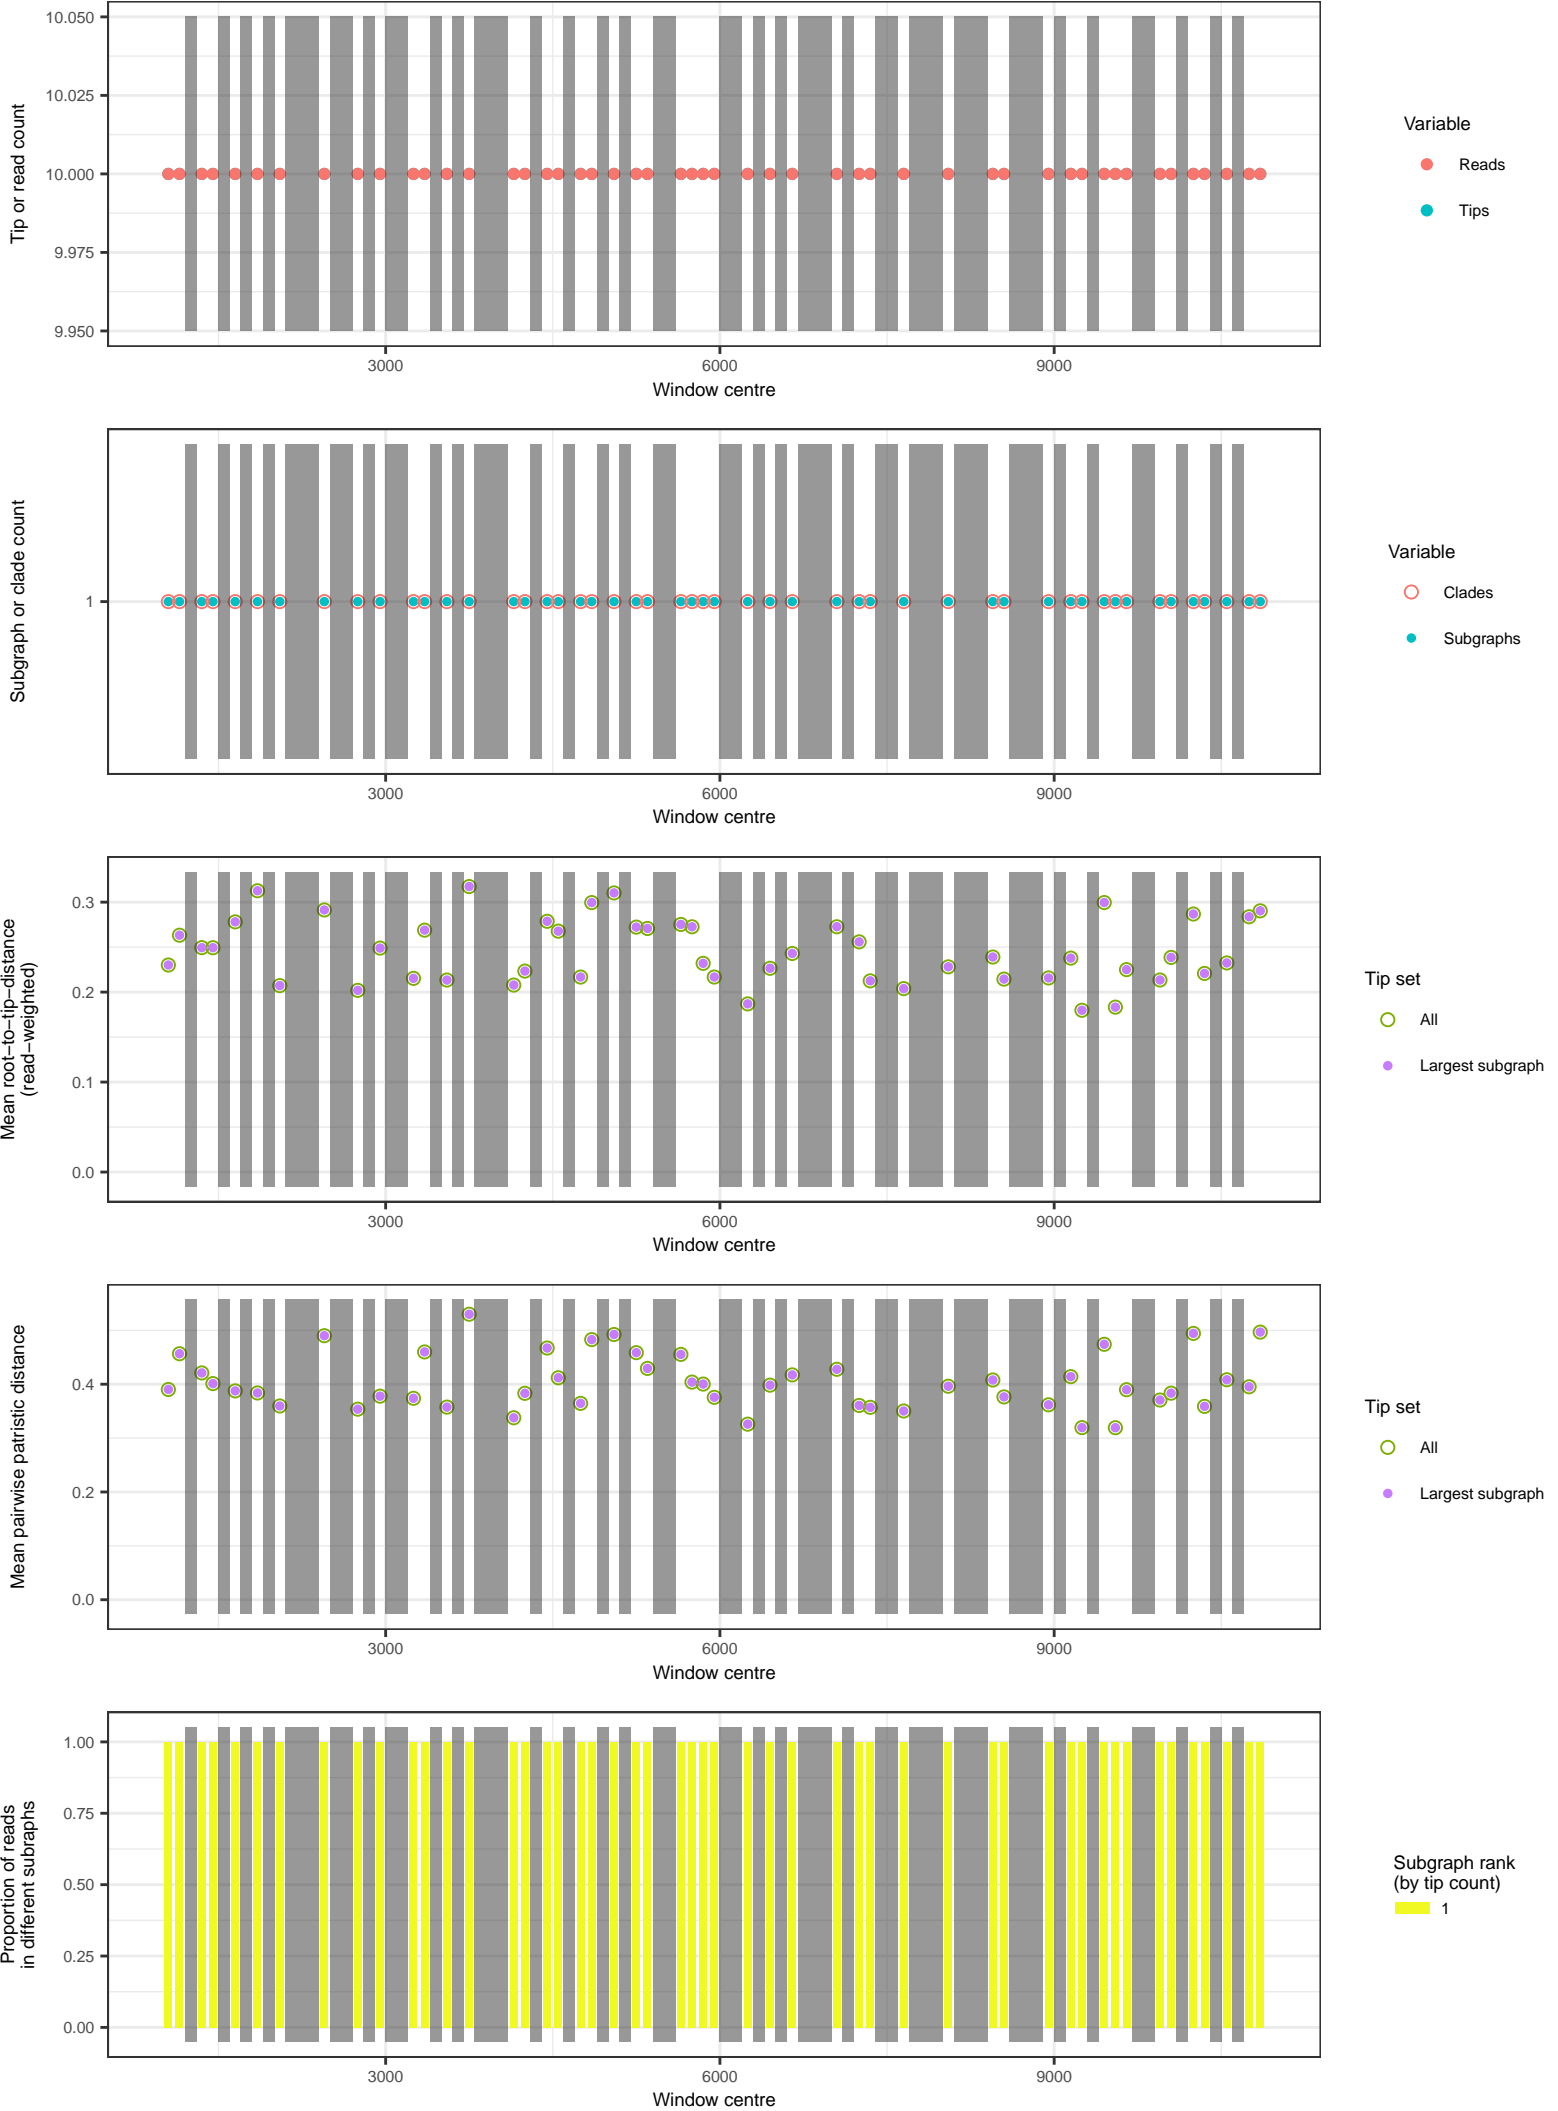 10.050
10.025
10.000
9.975
9.950
Tip or read count
3000
6000
9000
Window centre
Variable
Reads
Tips
1
Subgraph or clade count
3000
6000
9000
Window centre
Variable
Clades
Subgraphs
0.3
0.2
0.1
0.0
Mean root−to−tip−distance
(read−weighted)
3000
6000
9000
Window centre
Tip set
All
Largest subgraph
0.4
0.2
0.0
Mean pairwise patristic distance
3000
6000
9000
Window centre
Tip set
All
Largest subgraph
1.00
0.75
0.50
0.25
0.00
Proportion of reads
in different subraphs
3000
6000
9000
Window centre
Subgraph rank
(by tip count)
1